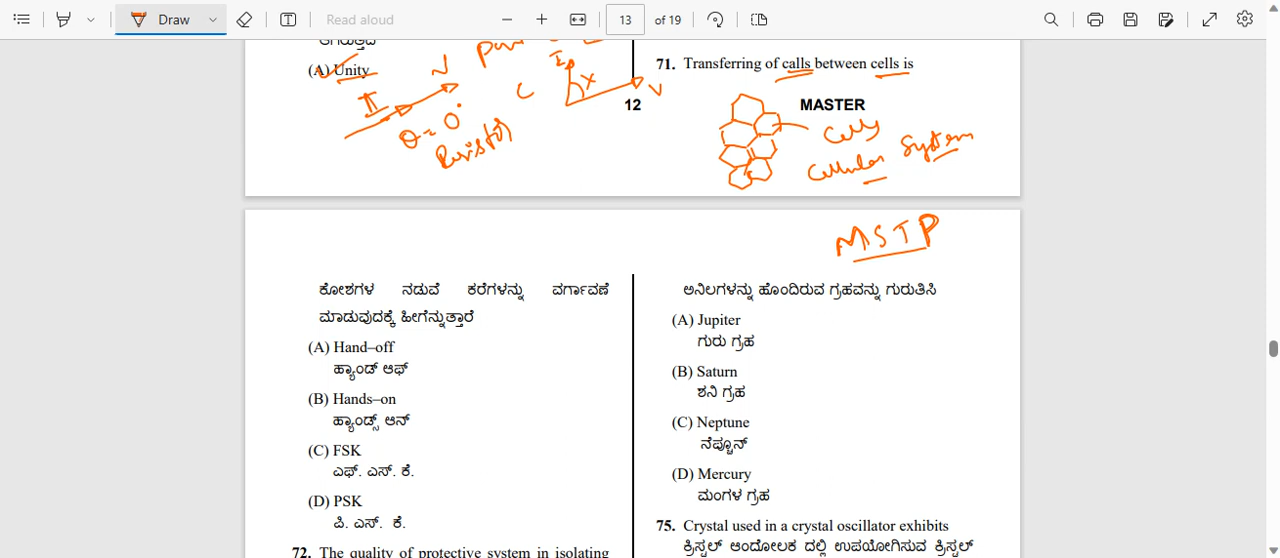 Draw
Read aloud
13
of 19
(A) Unity
I
V
θ = 0°
Resistor
X
V
12
71. Transferring of calls between cells is
MASTER
Cells
Cellular System
MSTP
ಕೋಶಗಳ ನಡುವೆ ಕರೆಗಳನ್ನು ವರ್ಗಾವಣೆ
ಮಾಡುವುದಕ್ಕೆ ಹೀಗೆನ್ನುತ್ತಾರೆ
(A) Hand–off
ಹ್ಯಾಂಡ್ ಆಫ್
(B) Hands–on
ಹ್ಯಾಂಡ್ಸ್ ಆನ್
(C) FSK
ಎಫ್. ಎಸ್. ಕೆ.
(D) PSK
ಪಿ. ಎಸ್. ಕೆ.
72. The quality of protective system in isolating
ಅನಿಲಗಳನ್ನು ಹೊಂದಿರುವ ಗ್ರಹವನ್ನು ಗುರುತಿಸಿ
(A) Jupiter
ಗುರು ಗ್ರಹ
(B) Saturn
ಶನಿ ಗ್ರಹ
(C) Neptune
ನೆಪ್ಚೂನ್
(D) Mercury
ಮಂಗಳ ಗ್ರಹ
75. Crystal used in a crystal oscillator exhibits
ಕ್ರಿಸ್ಟಲ್ ಆಂದೋಲಕ ದಲ್ಲಿ ಉಪಯೋಗಿಸುವ ಕ್ರಿಸ್ಟಲ್